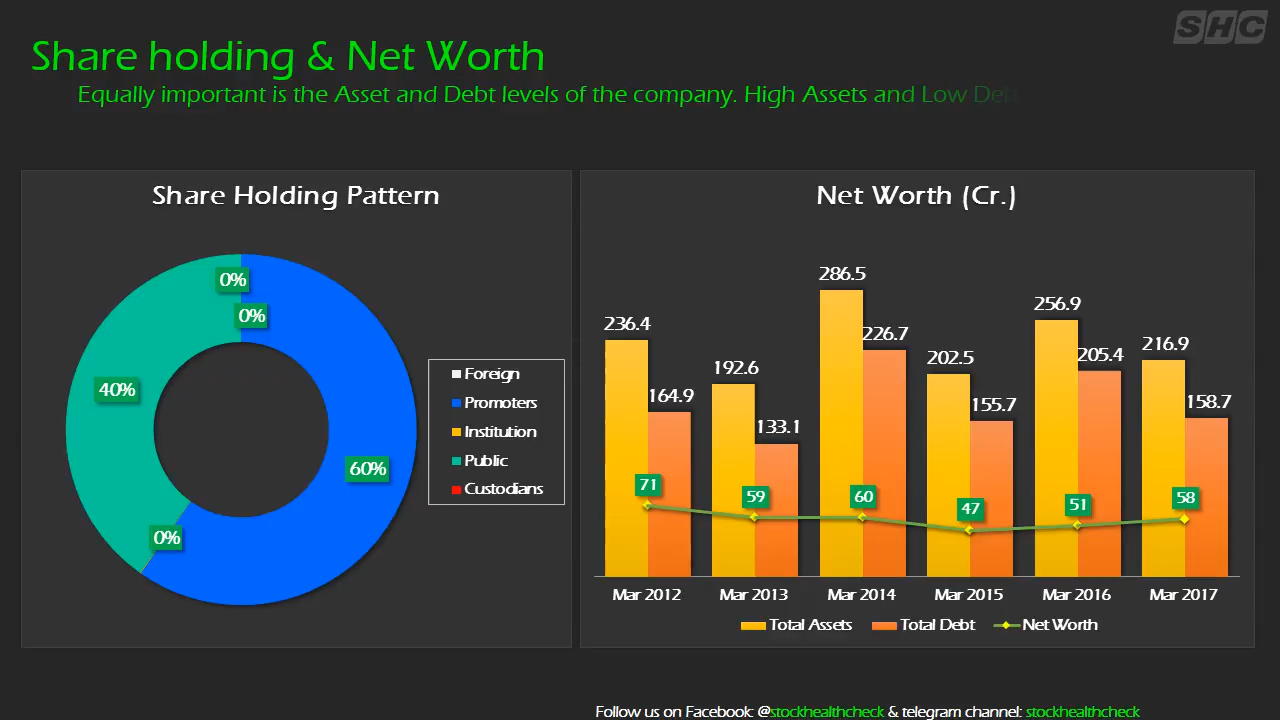 SHC
Share holding & Net Worth
Equally important is the Asset and Debt levels of the company. High Assets and Low
Share Holding Pattern
0%
0%
40%
60%
0%
Foreign
Promoters
Institution
Public
Custodians
Net Worth (Cr.)
236.4
164.9
192.6
133.1
286.5
226.7
202.5
155.7
256.9
205.4
216.9
158.7
71
59
60
47
51
58
Mar 2012 Mar 2013 Mar 2014 Mar 2015 Mar 2016 Mar 2017
Total Assets Total Debt Net Worth
Follow us on Facebook: @stockhealthcheck & telegram channel: stockhealthcheck